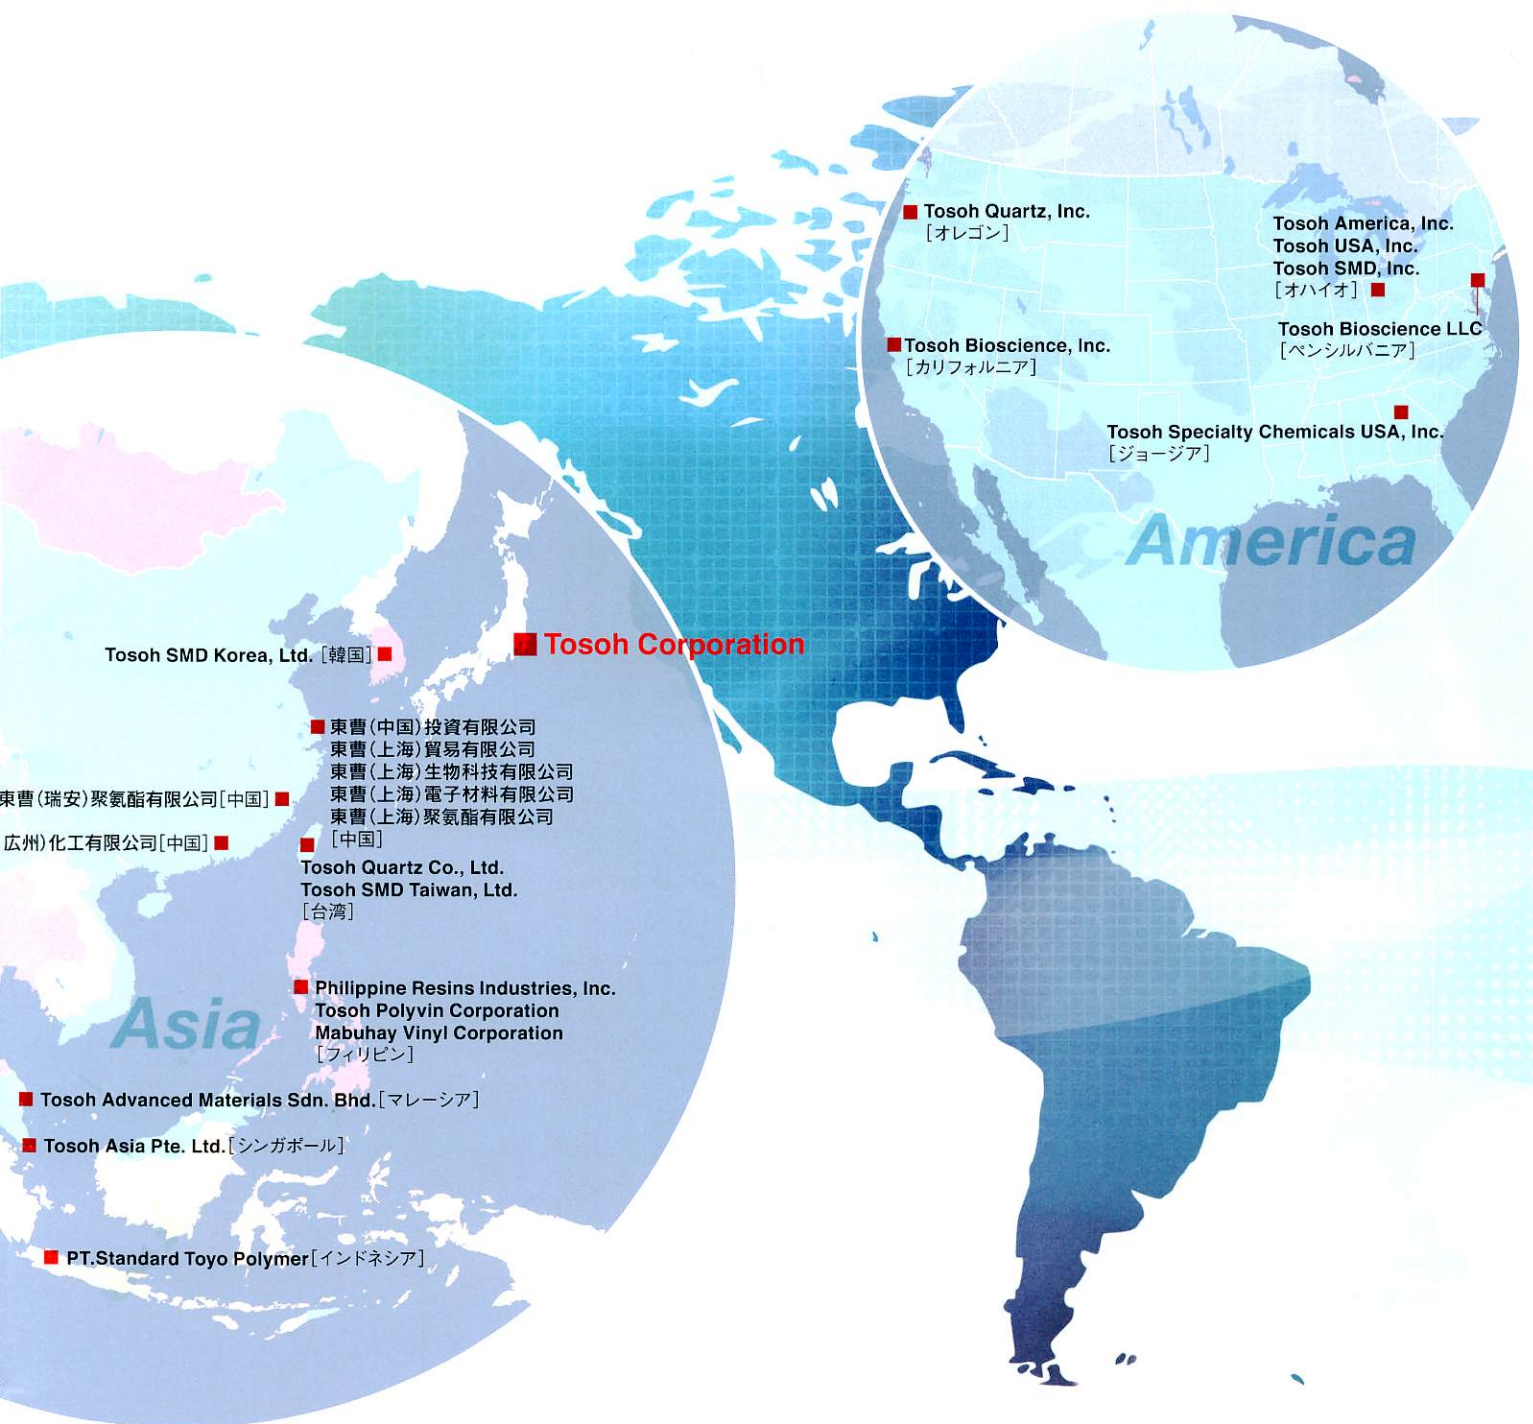 Tosoh Quartz, Inc.
[オレゴン]
Tosoh America, Inc.
Tosoh USA, Inc.
Tosoh SMD, Inc.
[オハイオ]
Tosoh Bioscience LLC
[ペンシルバニア]
Tosoh Bioscience, Inc.
[カリフォルニア]
Tosoh Specialty Chemicals USA, Inc.
[ジョージア]
America
Tosoh Corporation
Tosoh SMD Korea, Ltd. [韓国]
東曹(中国)投資有限公司
東曹(上海)貿易有限公司
東曹(上海)生物科技有限公司
東曹(上海)電子材料有限公司
東曹(上海)聚氨酯有限公司
[中国]
東曹(瑞安)聚氨酯有限公司[中国]
広州)化工有限公司[中国]
Tosoh Quartz Co., Ltd.
Tosoh SMD Taiwan, Ltd.
[台湾]
Philippine Resins Industries, Inc.
Tosoh Polyvin Corporation
Mabuhay Vinyl Corporation
[フィリピン]
Asia
Tosoh Advanced Materials Sdn. Bhd.[マレーシア]
Tosoh Asia Pte. Ltd.[シンガポール]
PT.Standard Toyo Polymer[インドネシア]